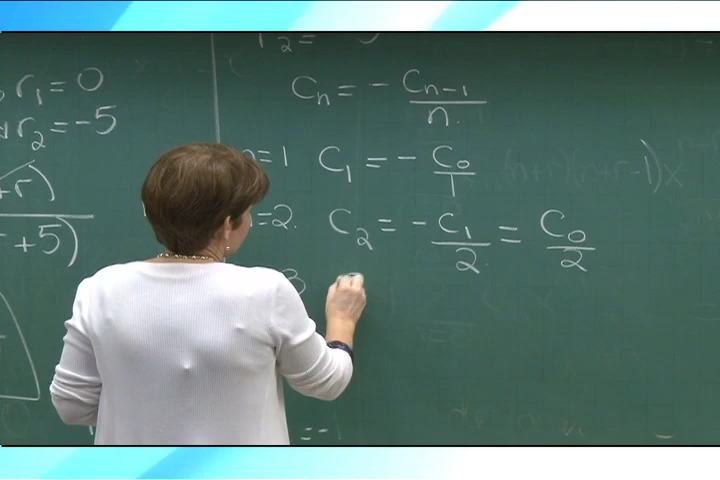 r₁ = 0
r₂ = -5
+r)
+5)
r₂ =
Cₙ = - Cₙ₋₁/n
=1 C₁ = - C₀/1
=2. C₂ = - C₁/2 = C₀/2
3